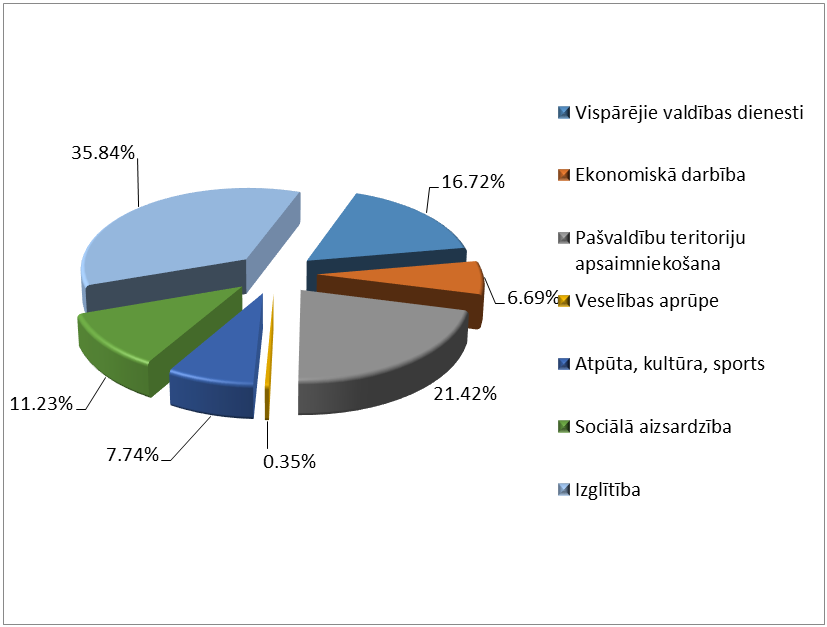 35.84%
16.72%
6.69%
21.42%
0.35%
7.74%
11.23%
Vispārējie valdības dienesti
Ekonomiskā darbība
Pašvaldību teritoriju
apsaimniekošana
Veselības aprūpe
Atpūta, kultūra, sports
Sociālā aizsardzība
Izglītība